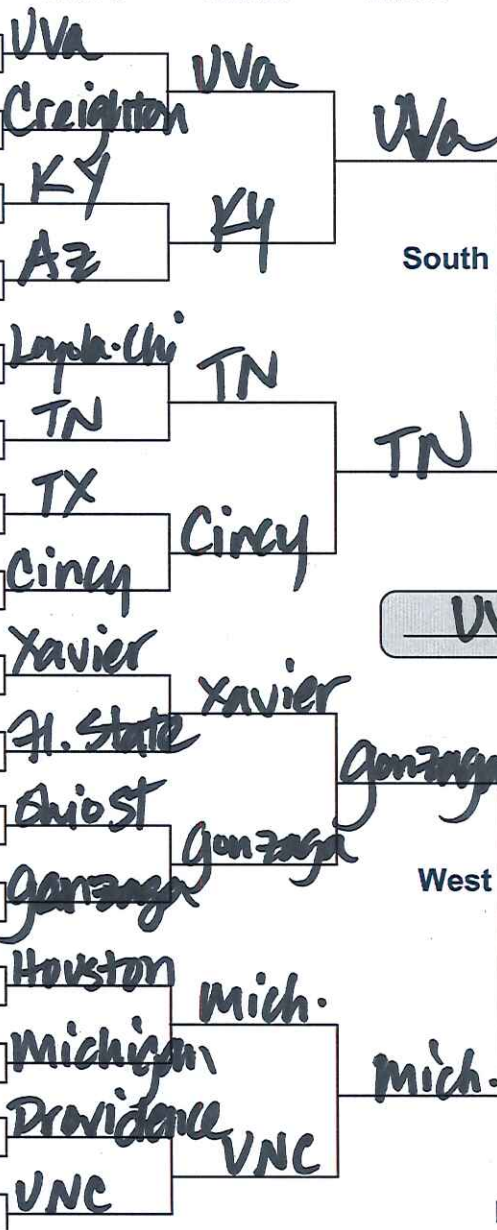 UVa
UVa
Creighton
UVa
KY
KY
Az
South
Loyola-Chi
TN
TN
TN
TX
Cincy
Cincy
Xavier
Xavier
Fl. State
Gonzaga
Ohio St
Gonzaga
Gonzaga
West
Houston
Mich.
Michigan
Mich.
Providence
UNC
UNC